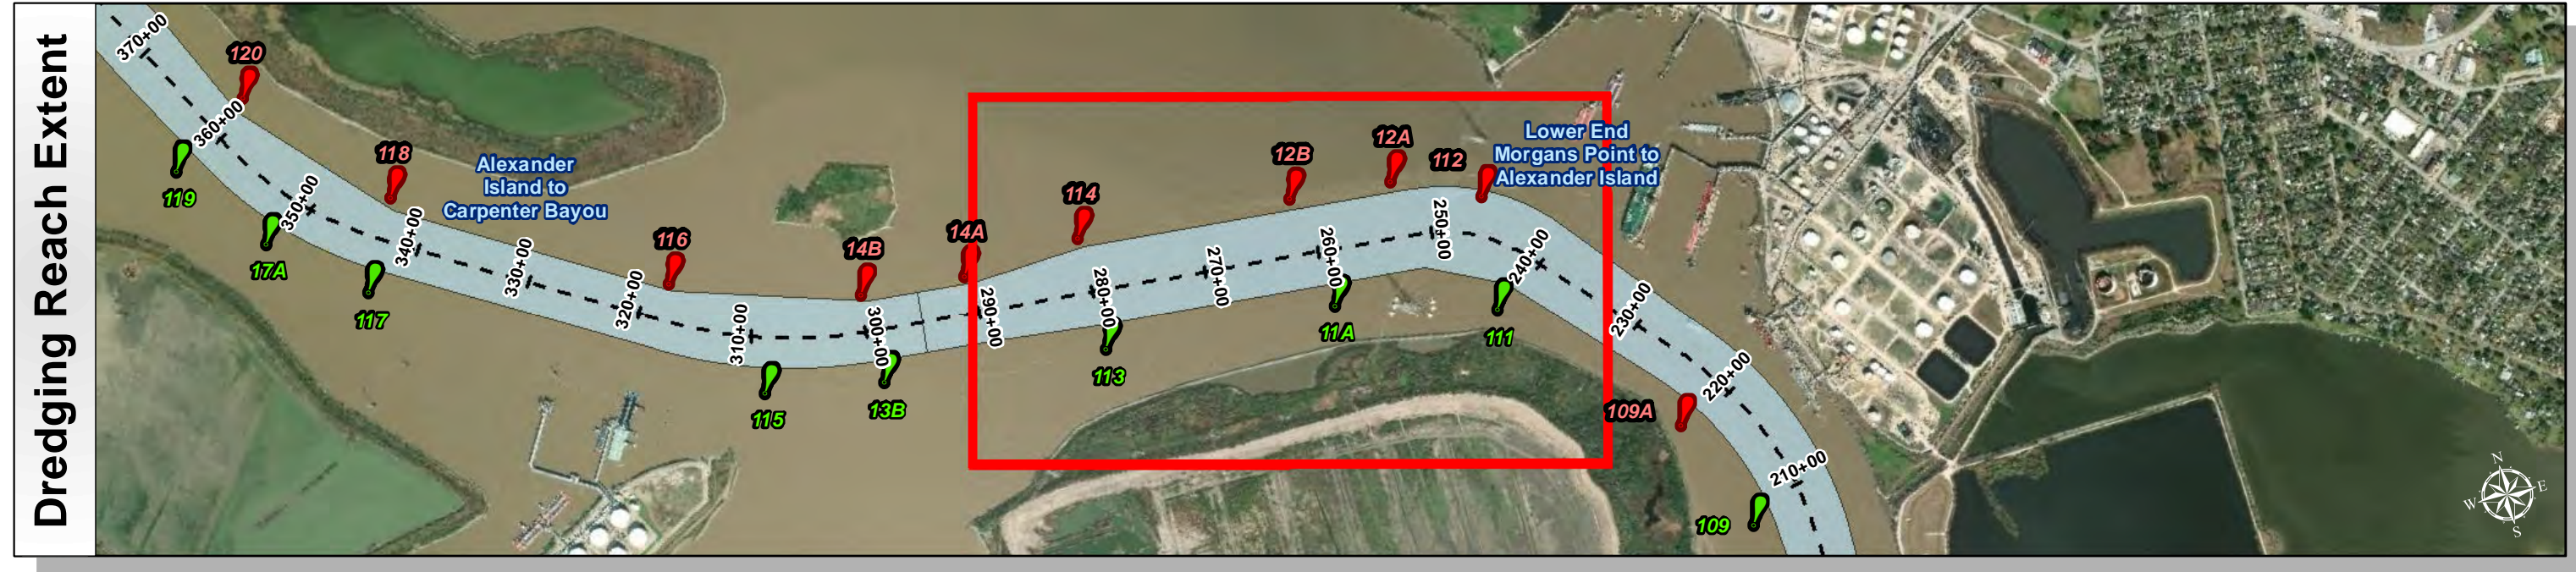 Dredging Reach Extent
370+00
120
360+00
119
118
350+00
17A
340+00
117
Alexander
Island to
Carpenter Bayou
330+00
320+00
116
310+00
115
14B
300+00
13B
14A
290+00
114
280+00
113
270+00
12B
260+00
11A
12A
250+00
112
Lower End
Morgans Point to
Alexander Island
240+00
111
230+00
109A
220+00
210+00
109
N
W
E
S